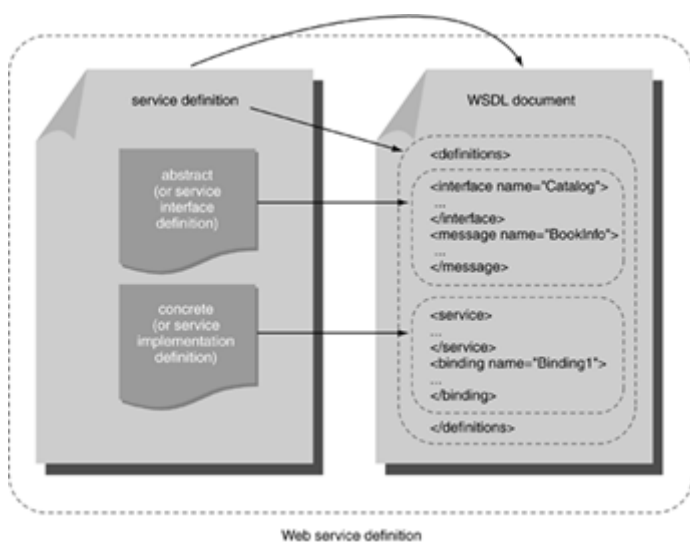 service definition
abstract
(or service
interface
definition)
concrete
(or service
implementation
definition)
WSDL document
<definitions>
<interface name="Catalog">
...
</interface>
<message name="BookInfo">
...
</message>
<service>
...
</service>
<binding name="Binding1">
...
</binding>
</definitions>
Web service definition